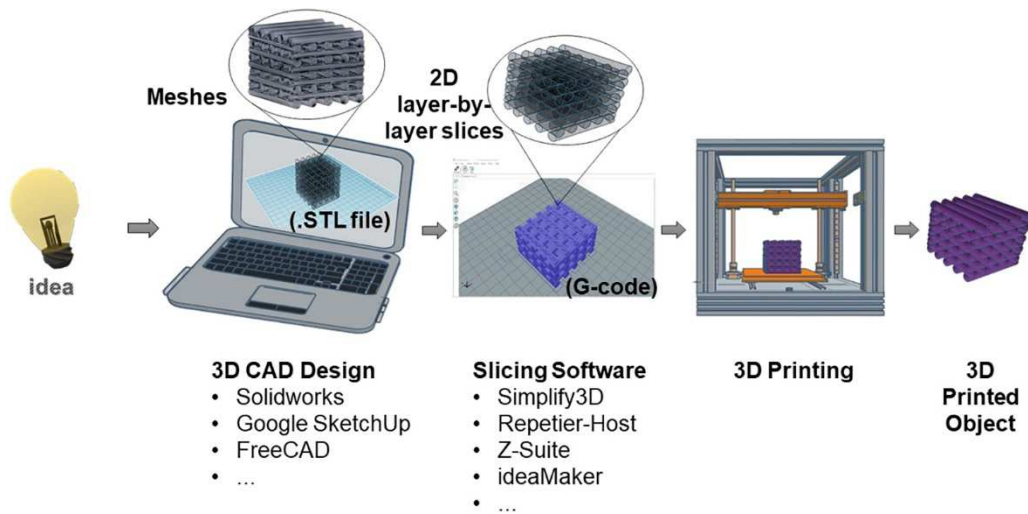 Meshes
2D
layer-by-
layer slices
(.STL file)
(G-code)
idea
3D CAD Design
• Solidworks
• Google SketchUp
• FreeCAD
• ...
Slicing Software
• Simplify3D
• Repetier-Host
• Z-Suite
• ideaMaker
• ...
3D Printing
3D
Printed
Object